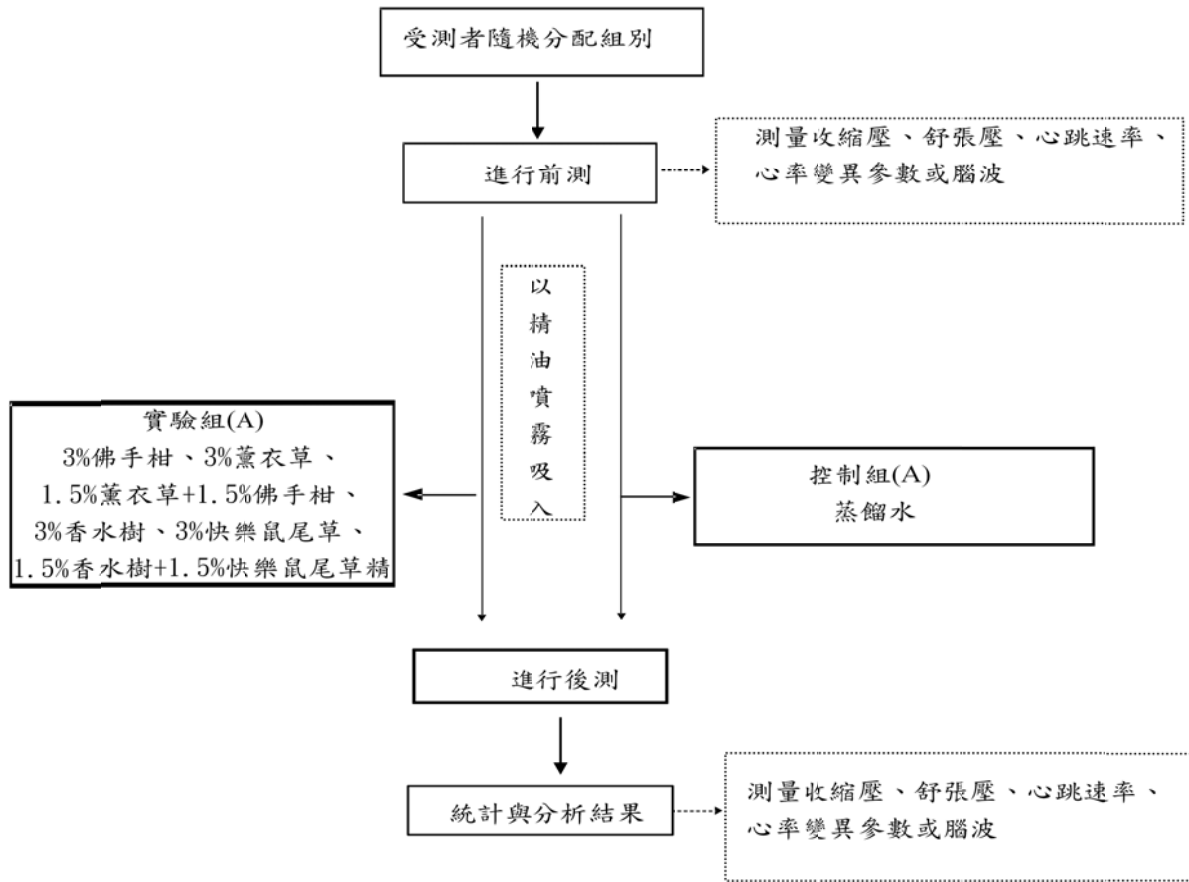 受測者隨機分配組別
進行前測
測量收縮壓、舒張壓、心跳速率、
心率變異參數或腦波
以
精
油
噴
霧
吸
入
實驗組(A)
3%佛手柑、3%薰衣草、
1.5%薰衣草+1.5%佛手柑、
3%香水樹、3%快樂鼠尾草、
1.5%香水樹+1.5%快樂鼠尾草精
控制組(A)
蒸餾水
進行後測
統計與分析結果
測量收縮壓、舒張壓、心跳速率、
心率變異參數或腦波